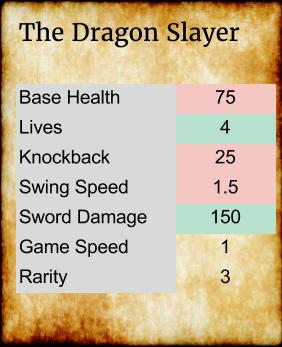 The Dragon Slayer
Base Health 75
Lives 4
Knockback 25
Swing Speed 1.5
Sword Damage 150
Game Speed 1
Rarity 3